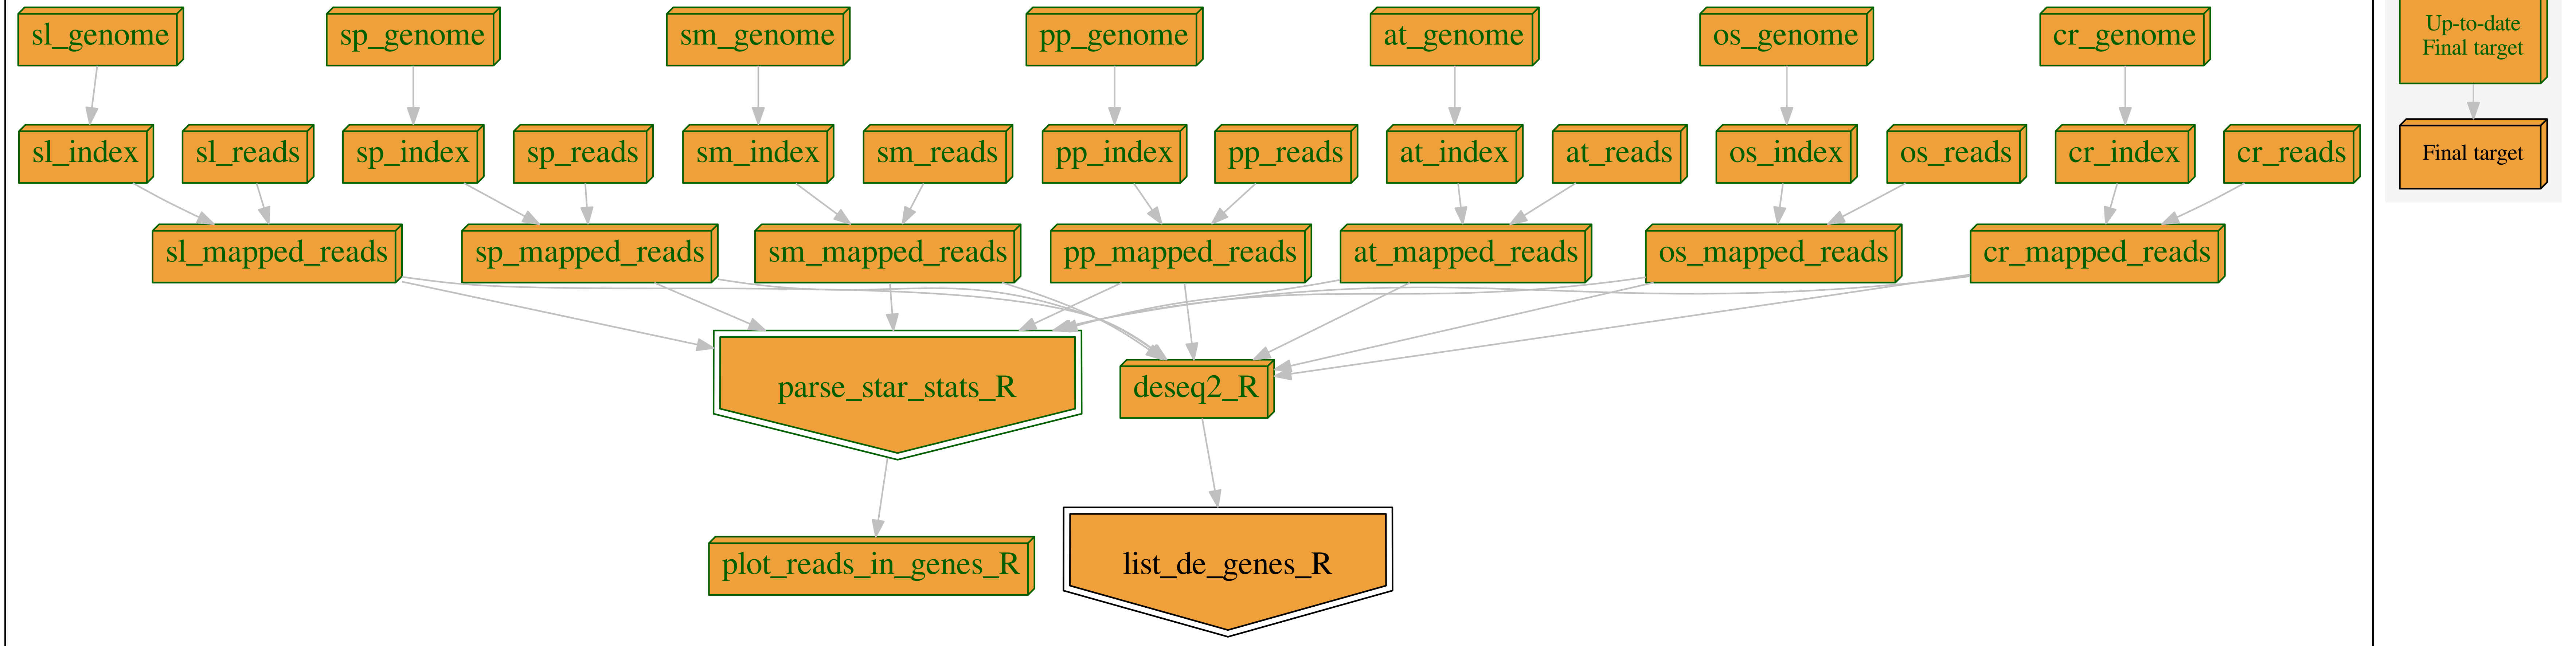 sl_genome
sp_genome
sm_genome
pp_genome
at_genome
os_genome
cr_genome
sl_index
sl_reads
sp_index
sp_reads
sm_index
sm_reads
pp_index
pp_reads
at_index
at_reads
os_index
os_reads
cr_index
cr_reads
sl_mapped_reads
sp_mapped_reads
sm_mapped_reads
pp_mapped_reads
at_mapped_reads
os_mapped_reads
cr_mapped_reads
parse_star_stats_R
deseq2_R
plot_reads_in_genes_R
list_de_genes_R
Up-to-date
Final target
Final target